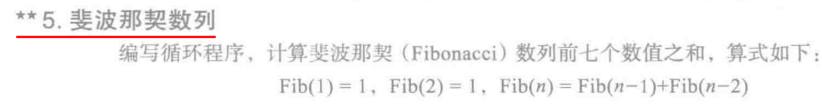 ** 5. 斐波那契数列
编写循环程序，计算斐波那契（Fibonacci）数列前七个数值之和，算式如下：
Fib(1) = 1，Fib(2) = 1，Fib(n) = Fib(n−1)+Fib(n−2)